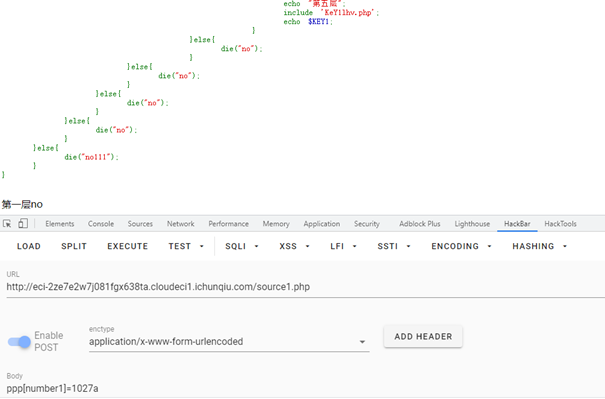 echo "第五层";
include 'KeY1lhv.php';
echo $KEY1;
}
}else{
die("no");
}
}else{
die("no");
}
}else{
die("no");
}
}else{
die("no");
}
}else{
die("no111");
}
}
第一层no
Elements Console Sources Network Performance Memory Application Security Adblock Plus Lighthouse HackBar HackTools
LOAD SPLIT EXECUTE TEST SQLI XSS LFI SSTI ENCODING HASHING
URL
http://eci-2ze7e2w7j081fgx638ta.cloudeci1.ichunqiu.com/source1.php
Enable POST
enctype
application/x-www-form-urlencoded
ADD HEADER
Body
ppp[number1]=1027a